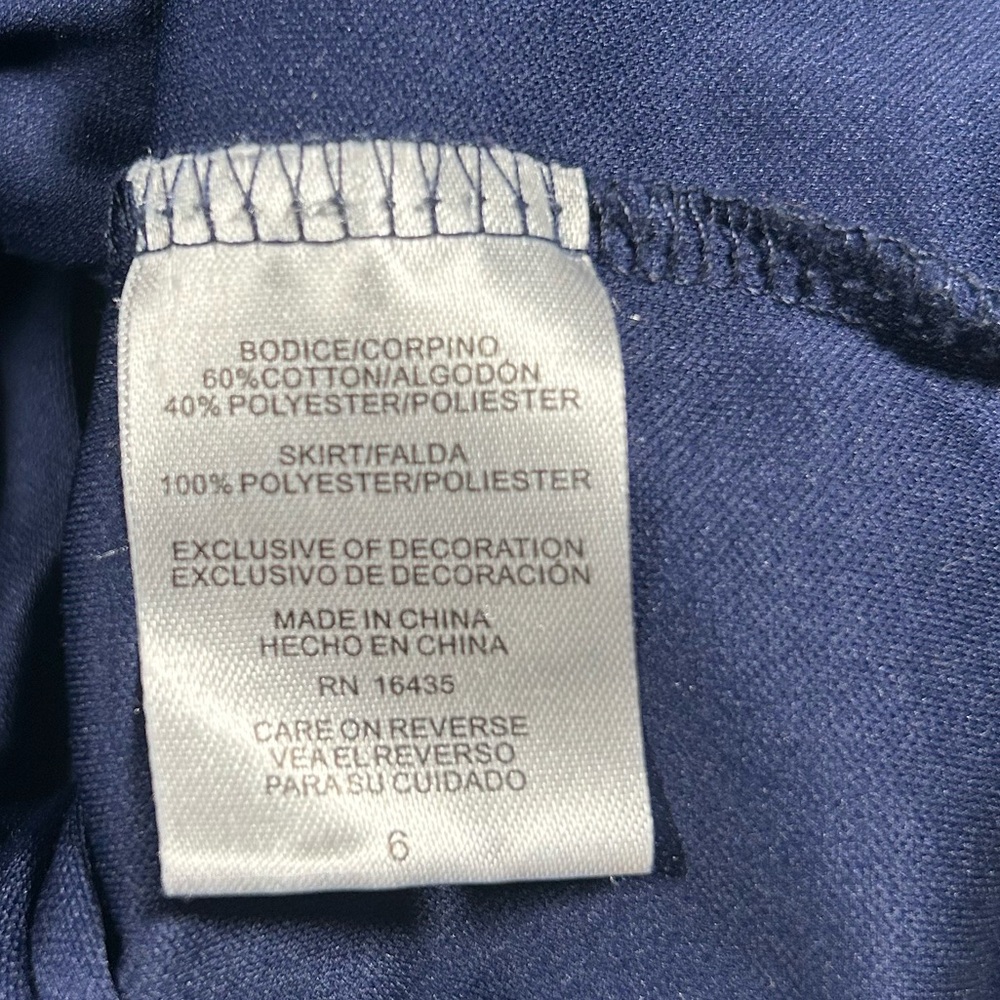 BODICE/CORPINO
60%COTTON/ALGODÓN
40% POLYESTER/POLIESTER
SKIRT/FALDA
100% POLYESTER/POLIESTER
EXCLUSIVE OF DECORATION
EXCLUSIVO DE DECORACIÓN
MADE IN CHINA
HECHO EN CHINA
RN 16435
CARE ON REVERSE
VEA EL REVERSO
PARA SU CUIDADO
6